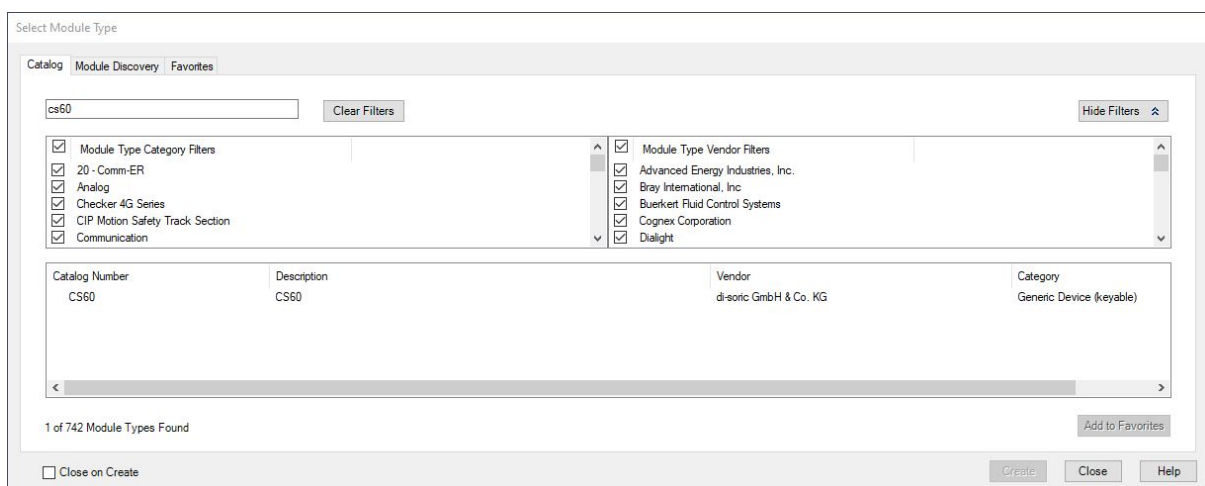 Select Module Type
Catalog Module Discovery Favorites
cs60 Clear Filters Hide Filters
Module Type Category Filters Module Type Vendor Filters
20 - Comm-ER Advanced Energy Industries, Inc.
Analog Bray International, Inc
Checker 4G Series Buerkert Fluid Control Systems
CIP Motion Safety Track Section Cognex Corporation
Communication Dialight
Catalog Number Description Vendor Category
CS60 CS60 di-soric GmbH & Co. KG Generic Device (keyable)
1 of 742 Module Types Found Add to Favorites
Close on Create Create Close Help